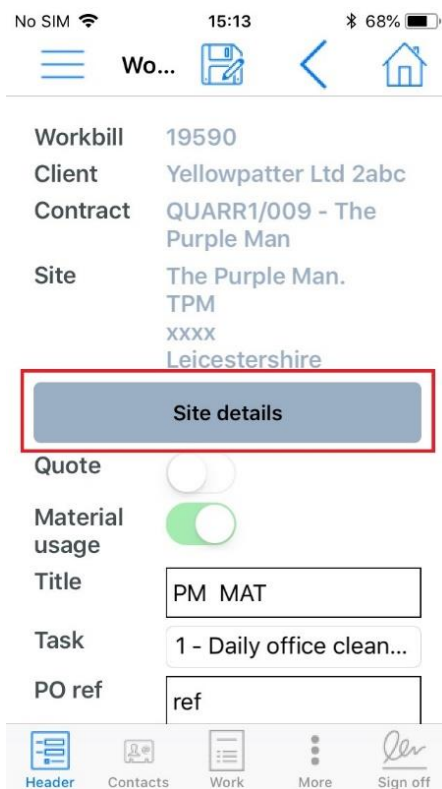 No SIM 15:13 68%
Wo...
Workbill 19590
Client Yellowpatter Ltd 2abc
Contract QUARR1/009 - The
Purple Man
Site The Purple Man.
TPM
xxxx
Leicestershire
Site details
Quote
Material
usage
Title PM MAT
Task 1 - Daily office clean...
PO ref ref
Header Contacts Work More Sign off